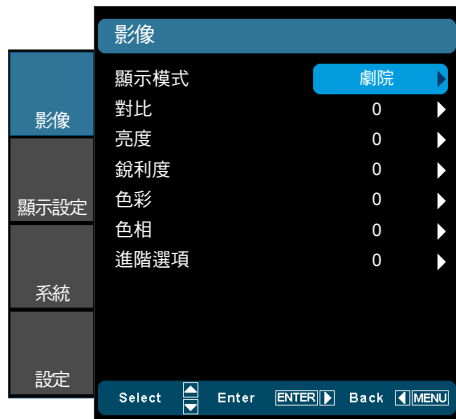 影像
影像
顯示設定
系統
設定
顯示模式 劇院
對比 0
亮度 0
銳利度 0
色彩 0
色相 0
進階選項 0
Select Enter ENTER Back MENU